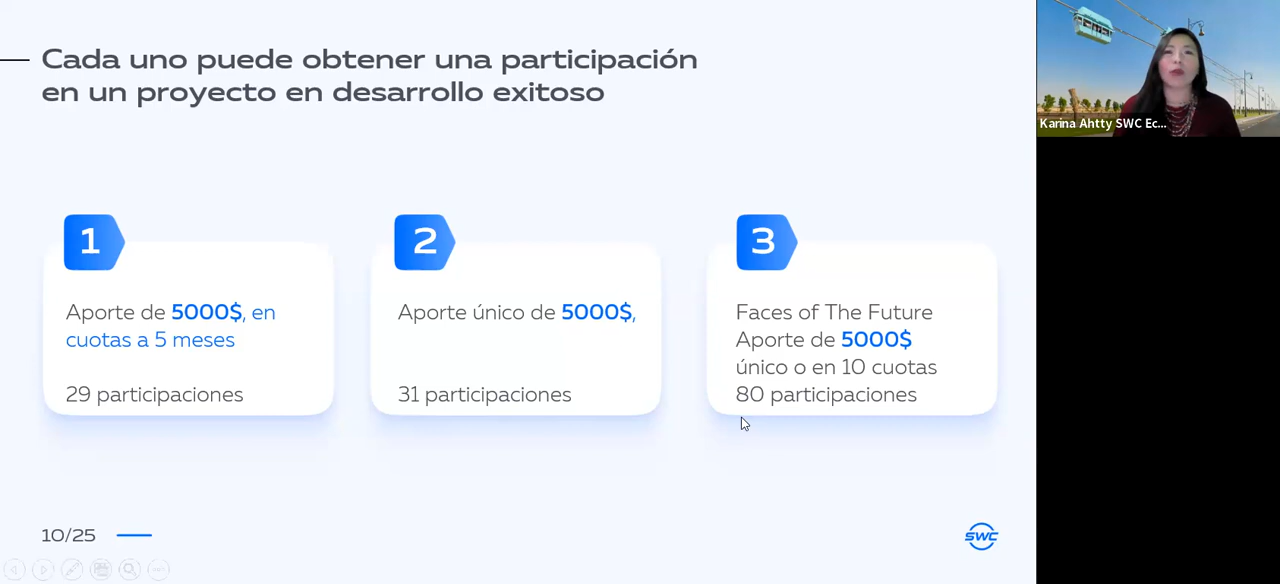 Cada uno puede obtener una participación
en un proyecto en desarrollo exitoso
1
Aporte de 5000$, en
cuotas a 5 meses
29 participaciones
2
Aporte único de 5000$,
31 participaciones
3
Faces of The Future
Aporte de 5000$
único o en 10 cuotas
80 participaciones
10/25
SWC
Karina Ahtty SWC Ec...